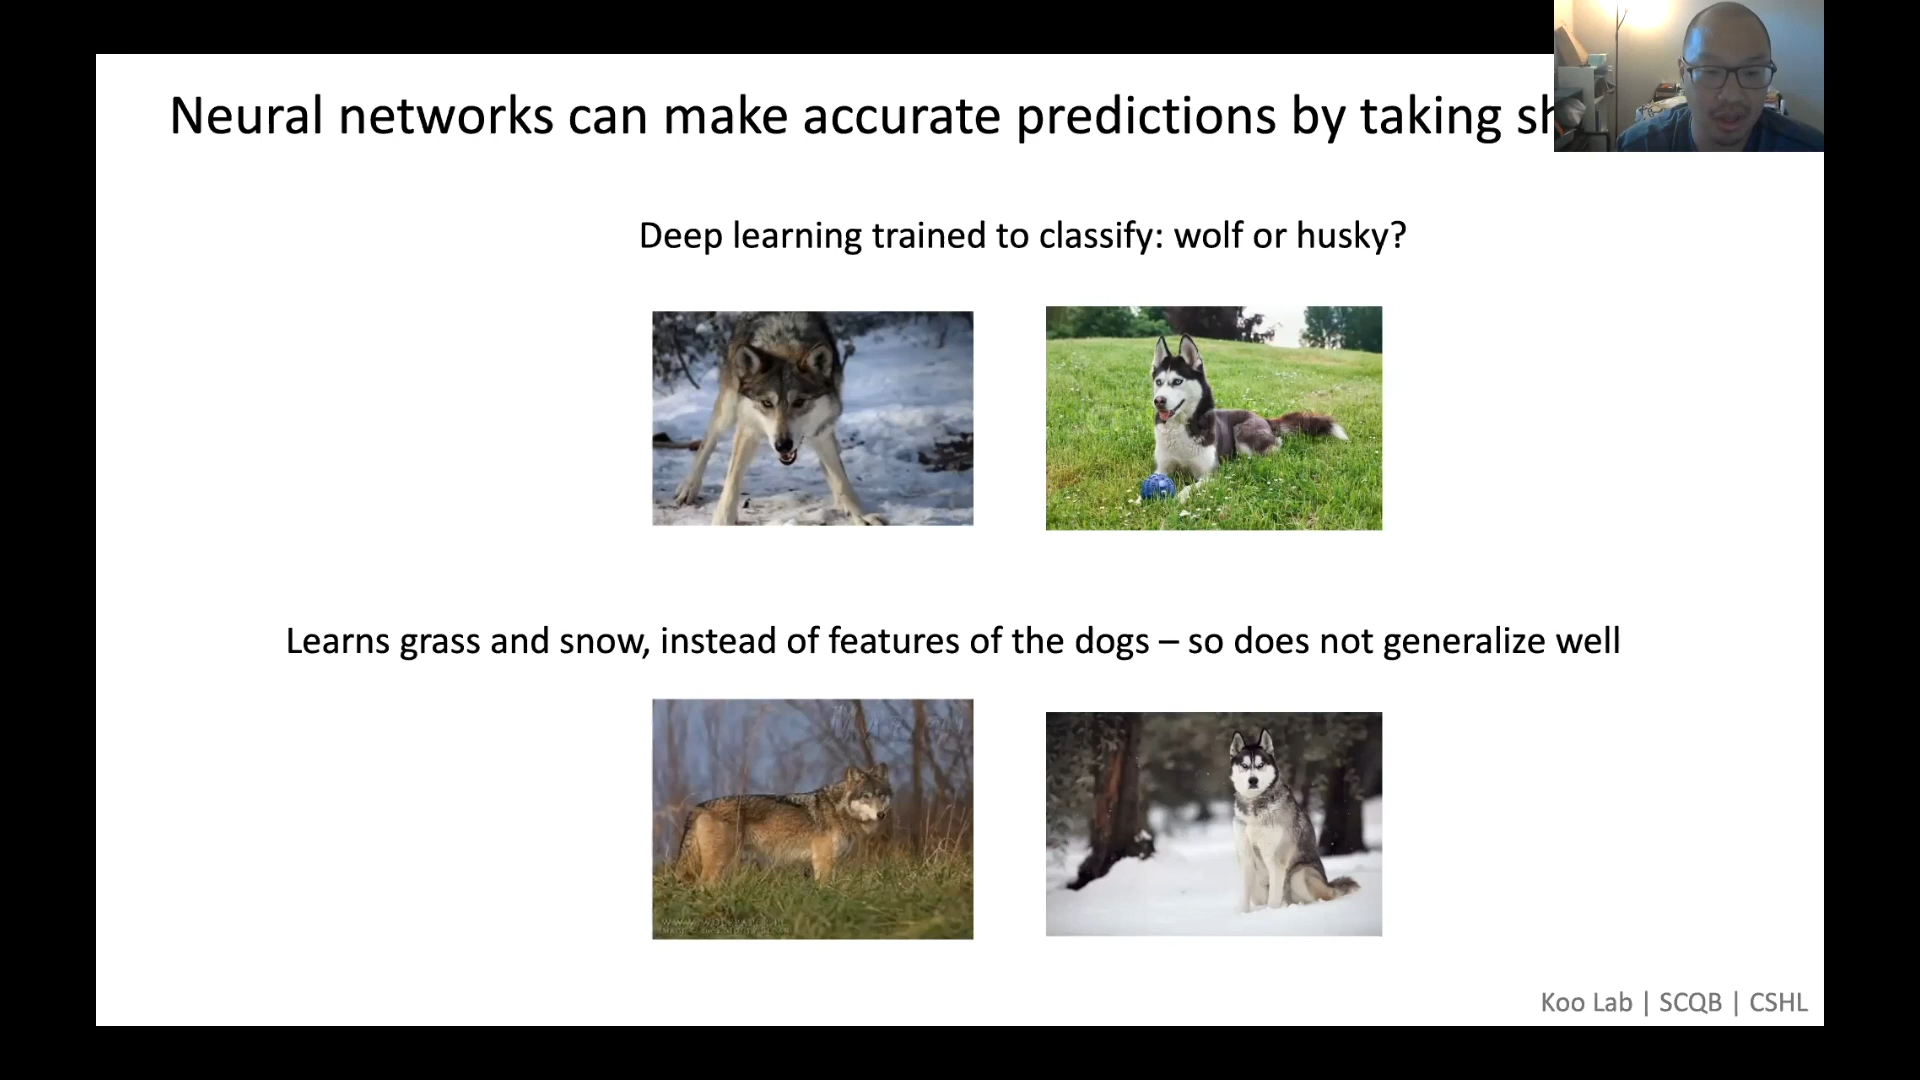 Neural networks can make accurate predictions by taking sh
Deep learning trained to classify: wolf or husky?
Learns grass and snow, instead of features of the dogs – so does not generalize well
Koo Lab | SCQB | CSHL